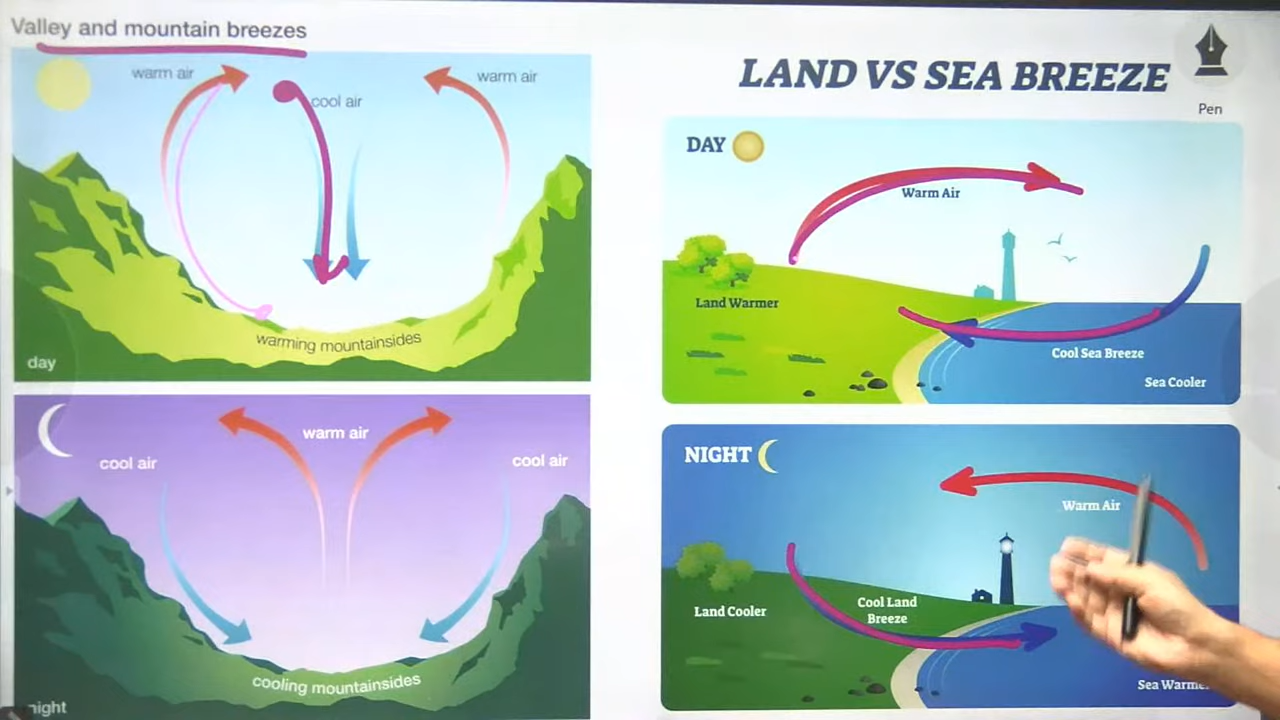 Valley and mountain breezes
warm air
cool air
warm air
warming mountainsides
day
cool air
warm air
cool air
cooling mountainsides
night
LAND VS SEA BREEZE
Pen
DAY
Warm Air
Land Warmer
Cool Sea Breeze
Sea Cooler
NIGHT
Warm Air
Land Cooler
Cool Land
Breeze
Sea Warmer